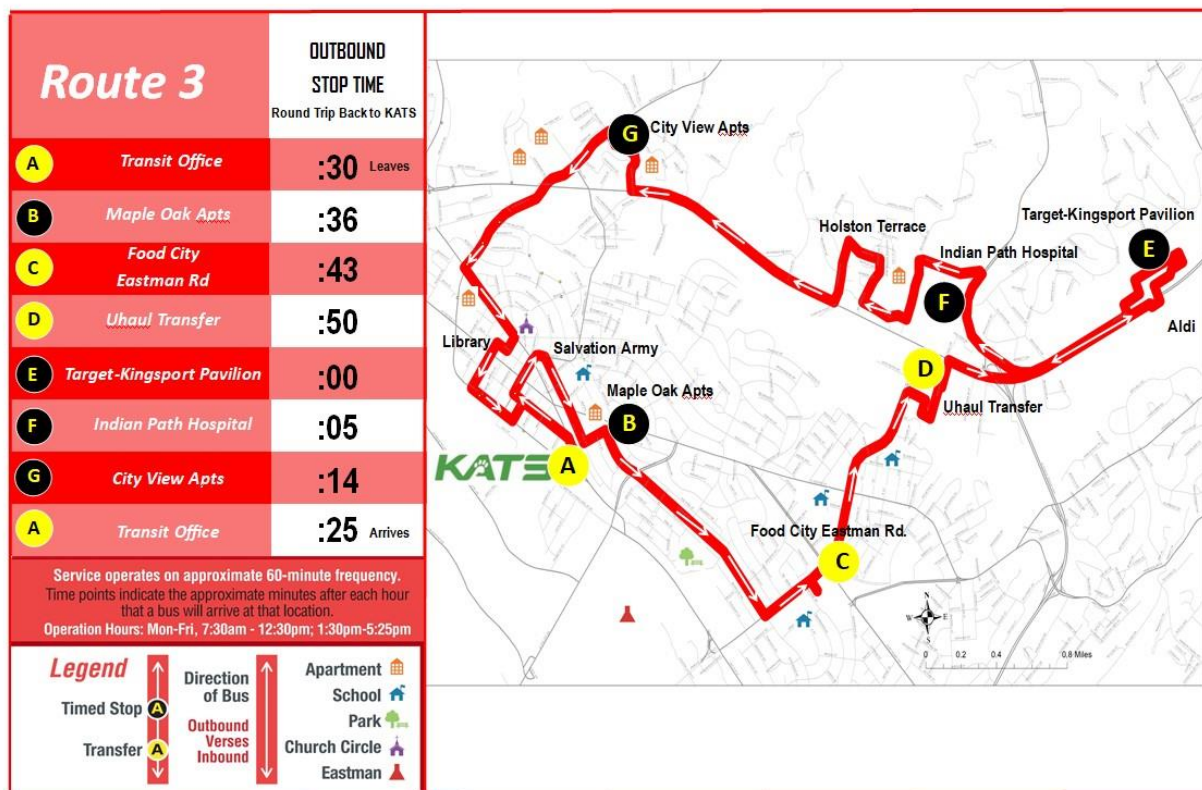 Route 3
OUTBOUND
STOP TIME
Round Trip Back to KATS
A Transit Office :30 Leaves
B Maple Oak Apts :36
C Food City
Eastman Rd :43
D Uhaul Transfer :50
E Target-Kingsport Pavilion :00
F Indian Path Hospital :05
G City View Apts :14
A Transit Office :25 Arrives
Service operates on approximate 60-minute frequency.
Time points indicate the approximate minutes after each hour
that a bus will arrive at that location.
Operation Hours: Mon-Fri, 7:30am - 12:30pm; 1:30pm-5:25pm
Legend
Timed Stop A
Transfer A
Direction
of Bus
Outbound
Verses
Inbound
Apartment
School
Park
Church Circle
Eastman
G City View Apts
Holston Terrace
Target-Kingsport Pavilion
E
Indian Path Hospital
F
Aldi
Library
Salvation Army
D
Uhaul Transfer
Maple Oak Apts
B
KATS A
Food City Eastman Rd.
C
N
W E
S
0 0.2 0.4 0.8 Miles